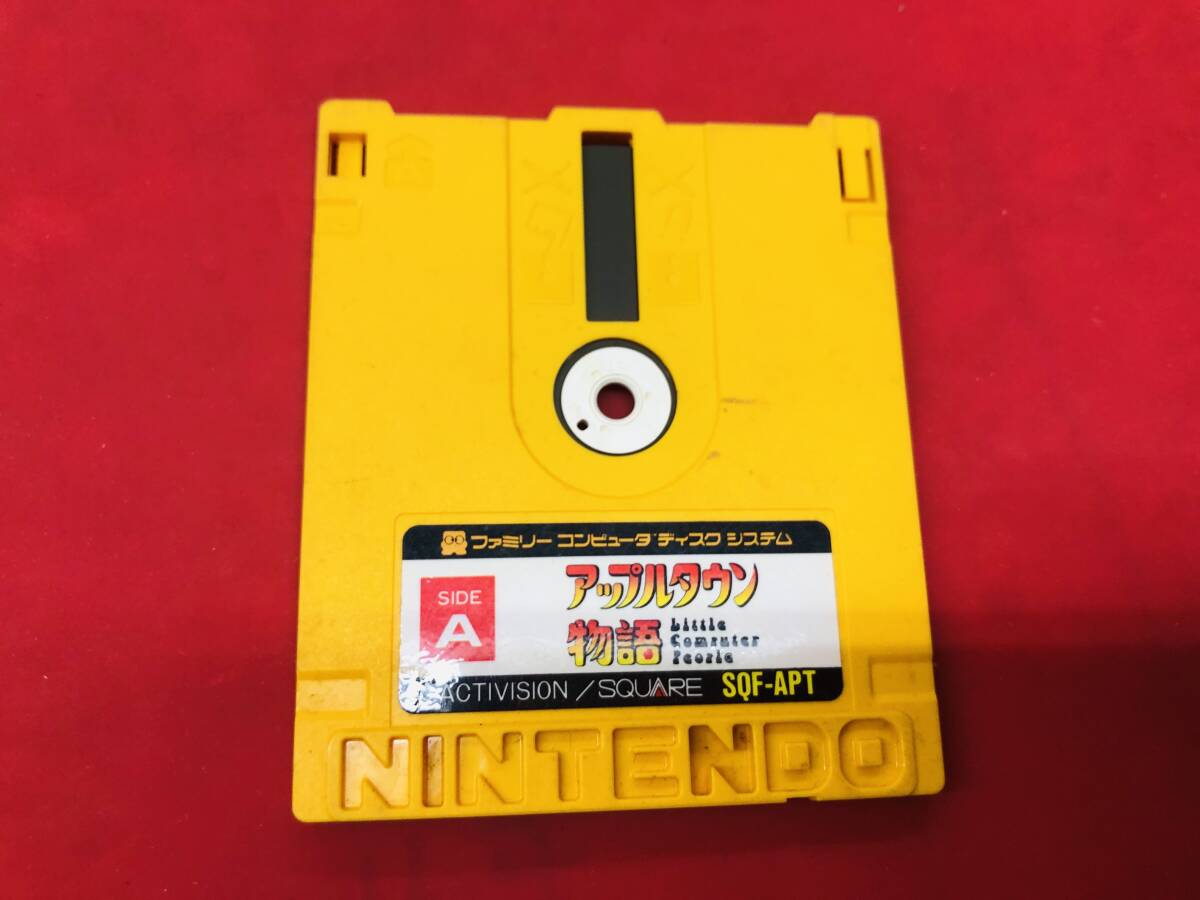 ファミリー コンピュータ ディスク システム
SIDE
A
アップルタウン
物語
Little
Computer
People
ACTIVISION / SQUARE SQF-APT
NINTENDO